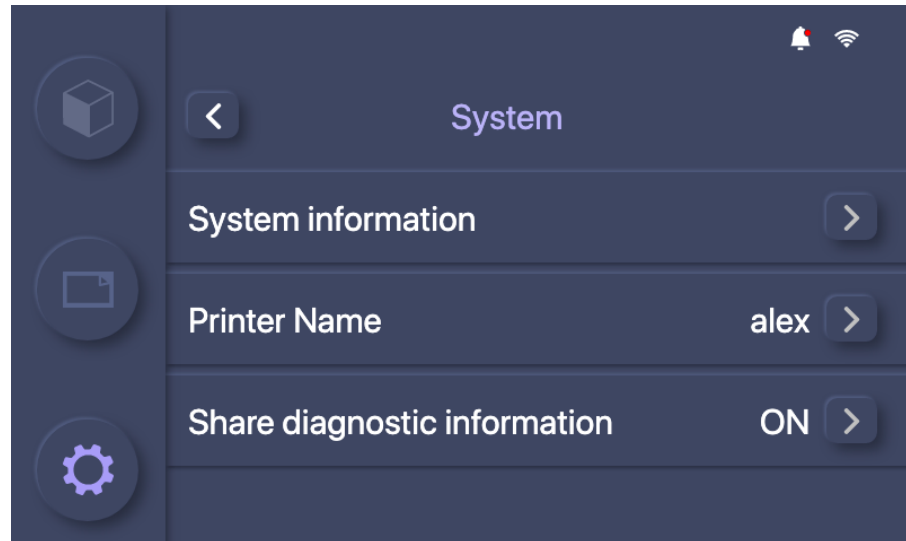 System
System information
Printer Name alex
Share diagnostic information ON